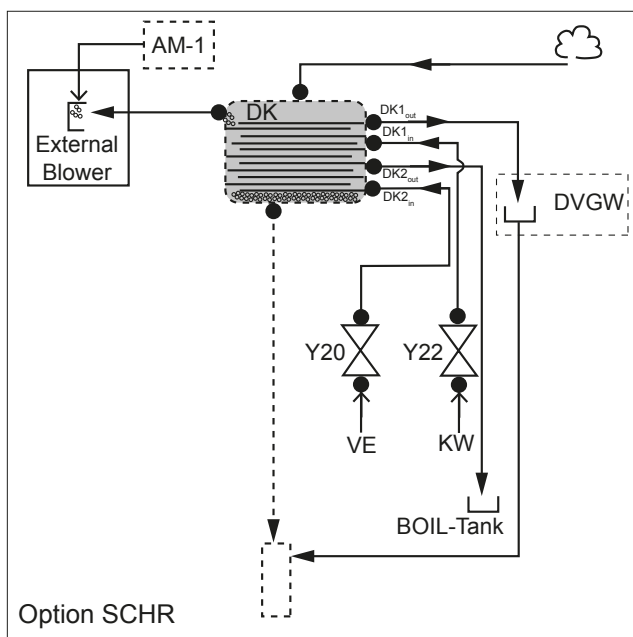 AM-1
External
Blower
DK
DK1out
DK1in
DK2out
DK2in
DVGW
Y20
Y22
VE
KW
BOIL-Tank
Option SCHR